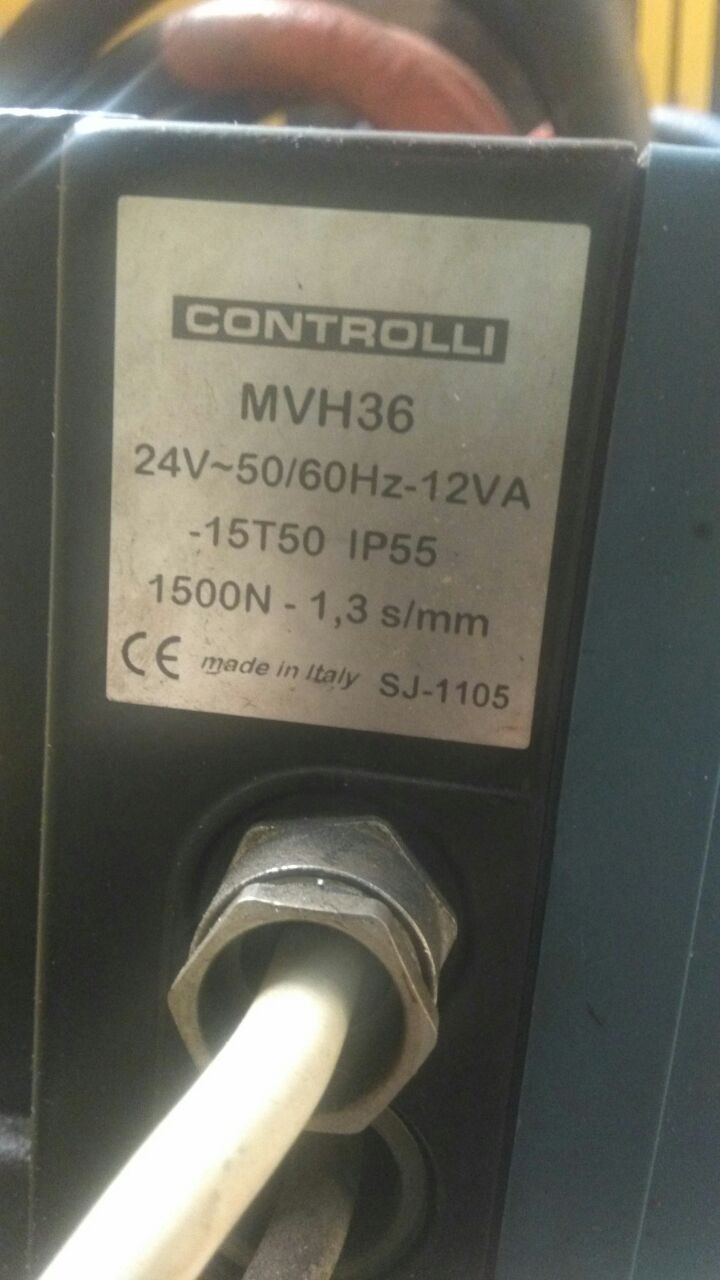 CONTROLLI
MVH36
24V~50/60Hz-12VA
-15T50 IP55
1500N - 1,3 s/mm
CE made in Italy SJ-1105